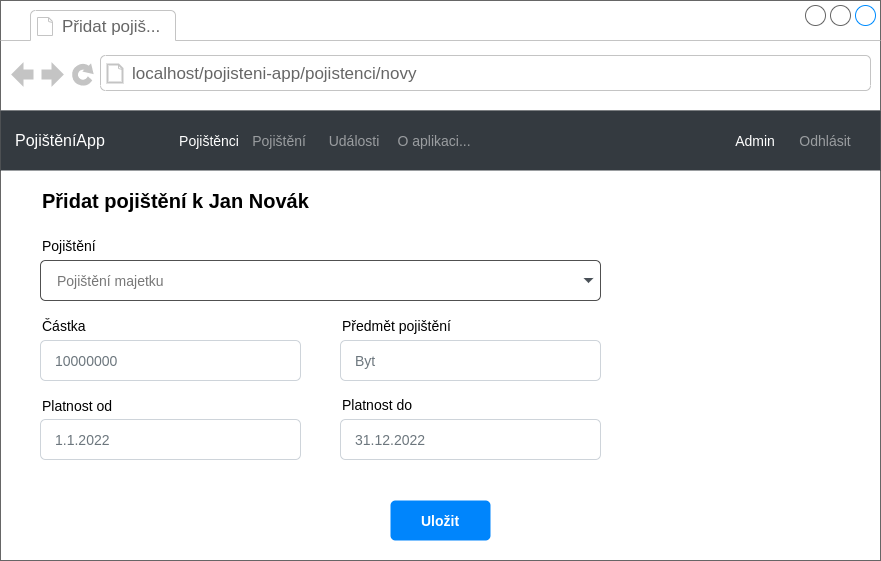 Přidat pojiš...
localhost/pojisteni-app/pojistenci/novy
PojištěníApp Pojištěnci Pojištění Události O aplikaci... Admin Odhlásit
Přidat pojištění k Jan Novák
Pojištění
Pojištění majetku
Částka Předmět pojištění
10000000 Byt
Platnost od Platnost do
1.1.2022 31.12.2022
Uložit